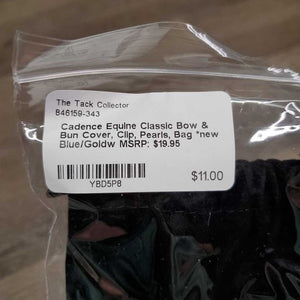 The Tack Collector
846159-343
Cadence Equine Classic Bow &
Bun Cover, Clip, Pearls, Bag *new
Blue/Goldw MSRP: $19.95
YBD5P8
$11.00